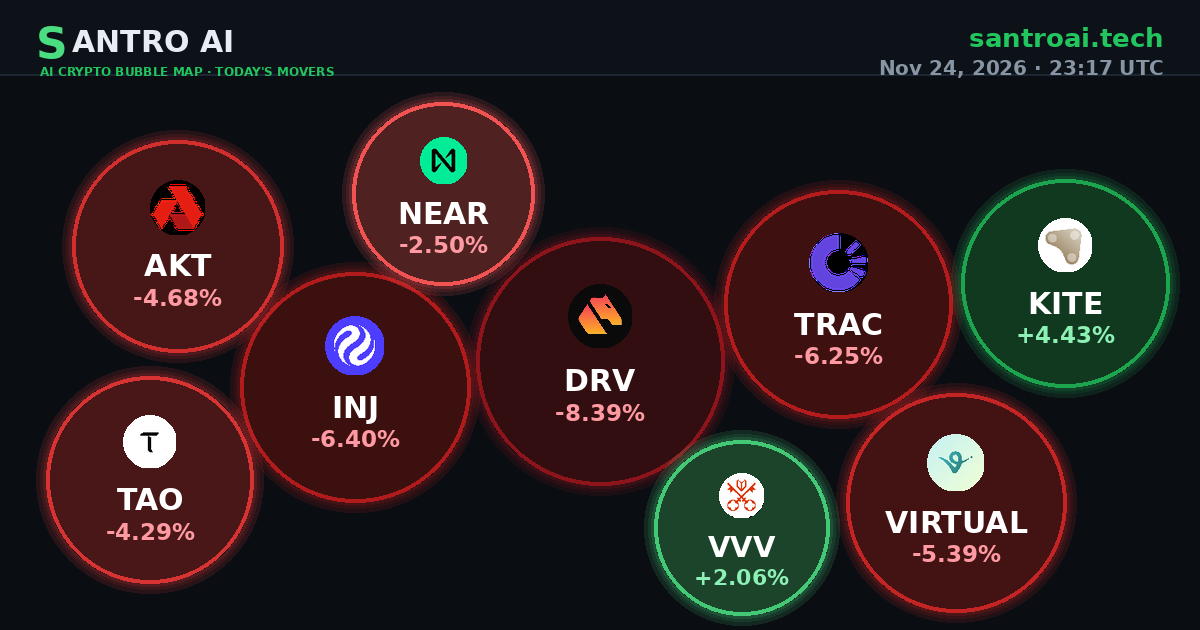 SANTRO AI
AI CRYPTO BUBBLE MAP · TODAY'S MOVERS
santroai.tech
Nov 24, 2026 · 23:17 UTC
NEAR
-2.50%
AKT
-4.68%
TRAC
-6.25%
KITE
+4.43%
INJ
-6.40%
DRV
-8.39%
TAO
-4.29%
VVV
+2.06%
VIRTUAL
-5.39%